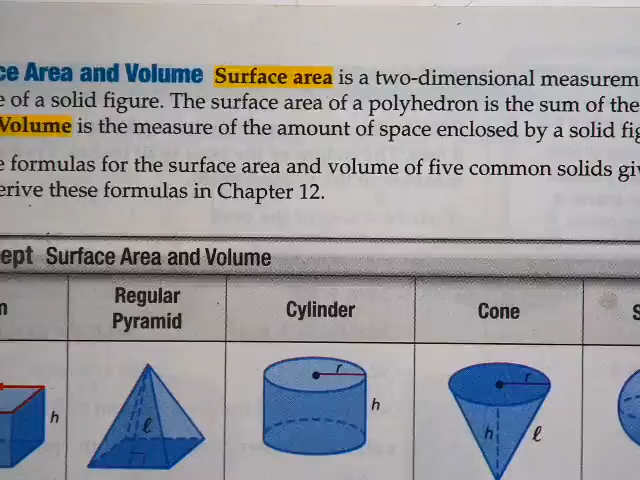 ce Area and Volume Surface area is a two-dimensional measurem
e of a solid figure. The surface area of a polyhedron is the sum of the
Volume is the measure of the amount of space enclosed by a solid fig
e formulas for the surface area and volume of five common solids giv
erive these formulas in Chapter 12.
ept Surface Area and Volume
Regular
Pyramid
Cylinder
Cone
S
h
ℓ
r
h
r
h
ℓ